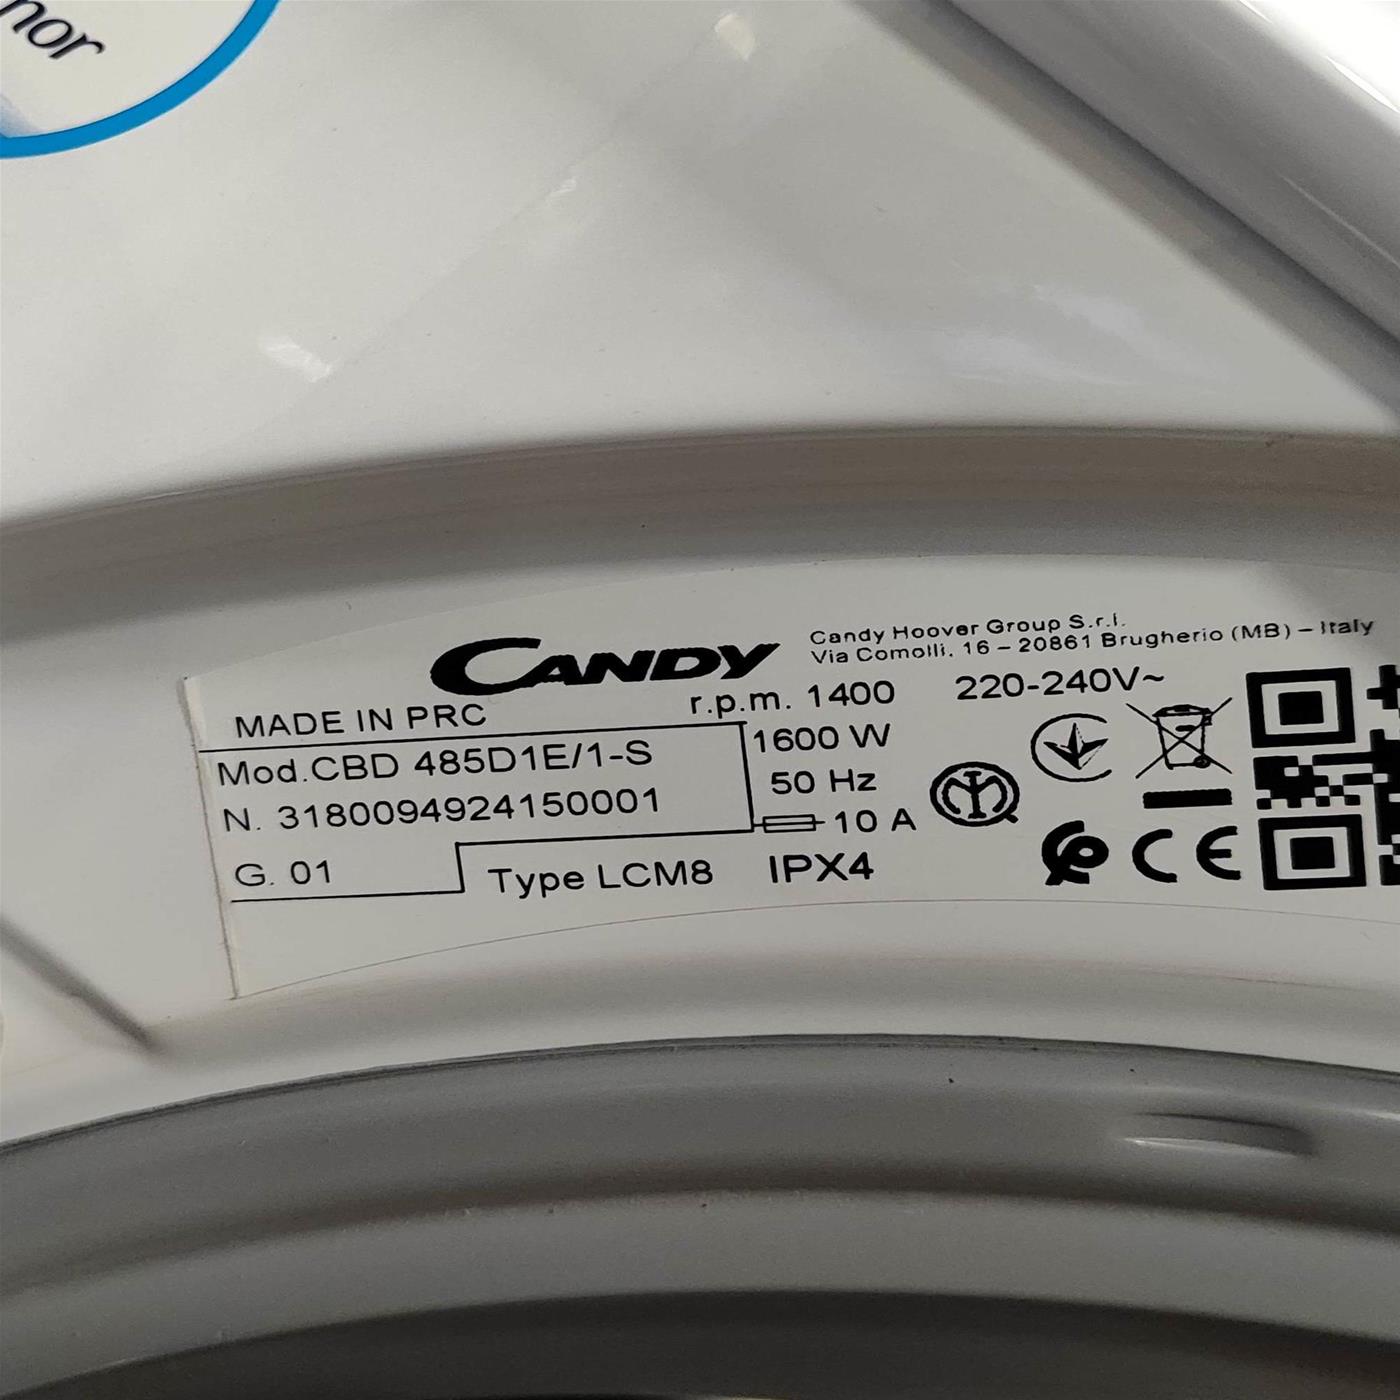 nor
CANDY
Candy Hoover Group S.r.l.
Via Comolli, 16 – 20861 Brugherio (MB) – Italy
MADE IN PRC
r.p.m. 1400
220-240V~
Mod.CBD 485D1E/1-S
1600 W
N. 3180094924150001
50 Hz
10 A
G. 01
Type LCM8
IPX4
CE